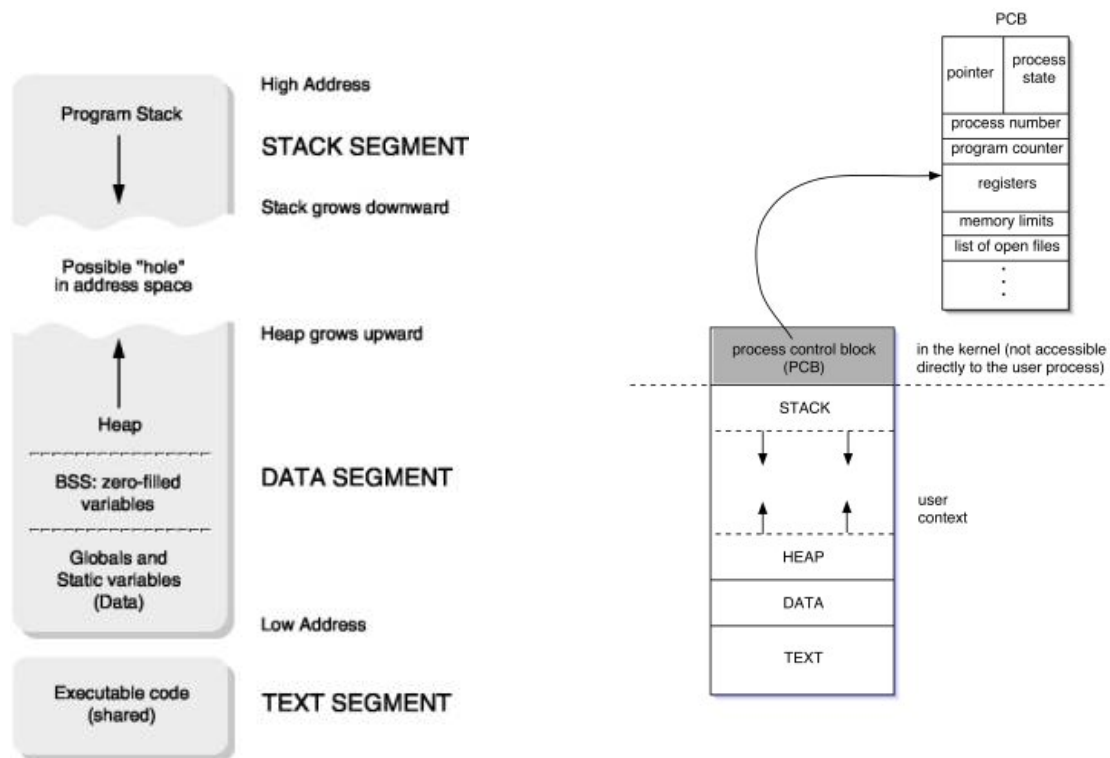 Program Stack
Possible "hole"
in address space
Heap
BSS: zero-filled
variables
Globals and
Static variables
(Data)
Executable code
(shared)
High Address
STACK SEGMENT
Stack grows downward
Heap grows upward
DATA SEGMENT
Low Address
TEXT SEGMENT
PCB
pointer
process
state
process number
program counter
registers
memory limits
list of open files
process control block
(PCB)
in the kernel (not accessible
directly to the user process)
STACK
user
context
HEAP
DATA
TEXT